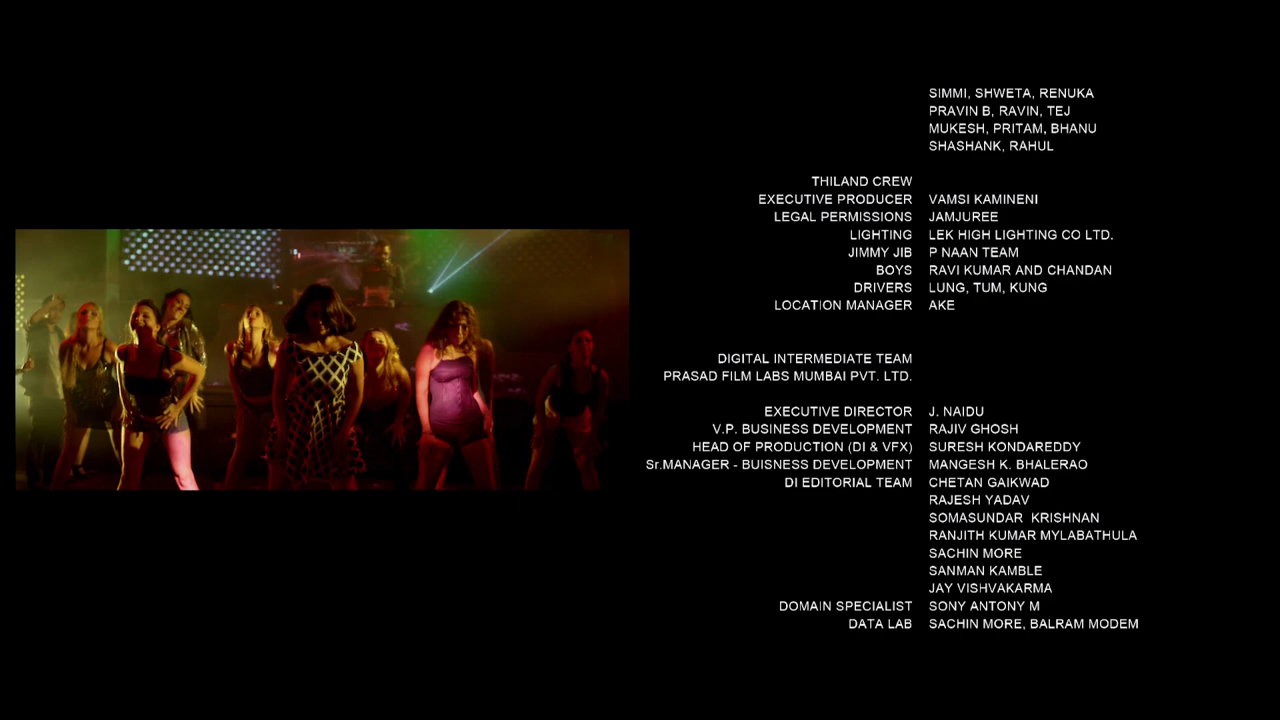 SIMMI, SHWETA, RENUKA
PRAVIN B, RAVIN, TEJ
MUKESH, PRITAM, BHANU
SHASHANK, RAHUL
THILAND CREW
EXECUTIVE PRODUCER VAMSI KAMINENI
LEGAL PERMISSIONS JAMJUREE
LIGHTING LEK HIGH LIGHTING CO LTD.
JIMMY JIB P NAAN TEAM
BOYS RAVI KUMAR AND CHANDAN
DRIVERS LUNG, TUM, KUNG
LOCATION MANAGER AKE
DIGITAL INTERMEDIATE TEAM
PRASAD FILM LABS MUMBAI PVT. LTD.
EXECUTIVE DIRECTOR J. NAIDU
V.P. BUSINESS DEVELOPMENT RAJIV GHOSH
HEAD OF PRODUCTION (DI & VFX) SURESH KONDAREDDY
Sr.MANAGER - BUISNESS DEVELOPMENT MANGESH K. BHALERAO
DI EDITORIAL TEAM CHETAN GAIKWAD
RAJESH YADAV
SOMASUNDAR KRISHNAN
RANJITH KUMAR MYLABATHULA
SACHIN MORE
SANMAN KAMBLE
JAY VISHVAKARMA
DOMAIN SPECIALIST SONY ANTONY M
DATA LAB SACHIN MORE, BALRAM MODEM